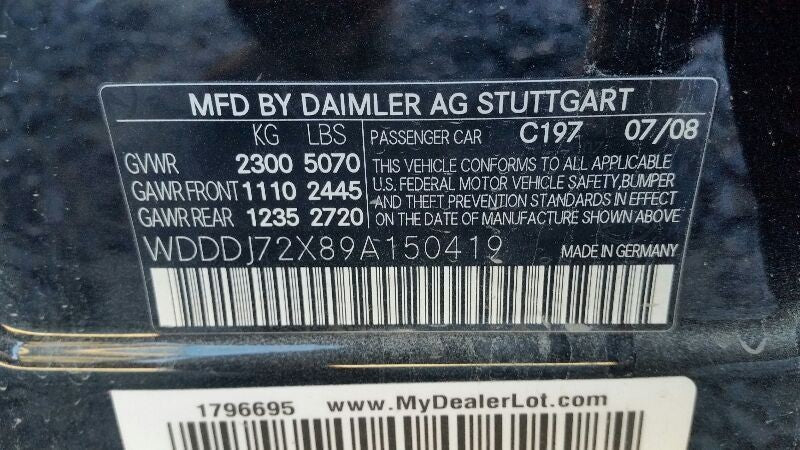 MFD BY DAIMLER AG STUTTGART
KG LBS PASSENGER CAR C197 07/08
GVWR 2300 5070 THIS VEHICLE CONFORMS TO ALL APPLICABLE
GAWR FRONT 1110 2445 U.S. FEDERAL MOTOR VEHICLE SAFETY,BUMPER
AND THEFT PREVENTION STANDARDS IN EFFECT
GAWR REAR 1235 2720 ON THE DATE OF MANUFACTURE SHOWN ABOVE
WDDDJ72X89A150419 MADE IN GERMANY
1796695 www.MyDealerLot.com